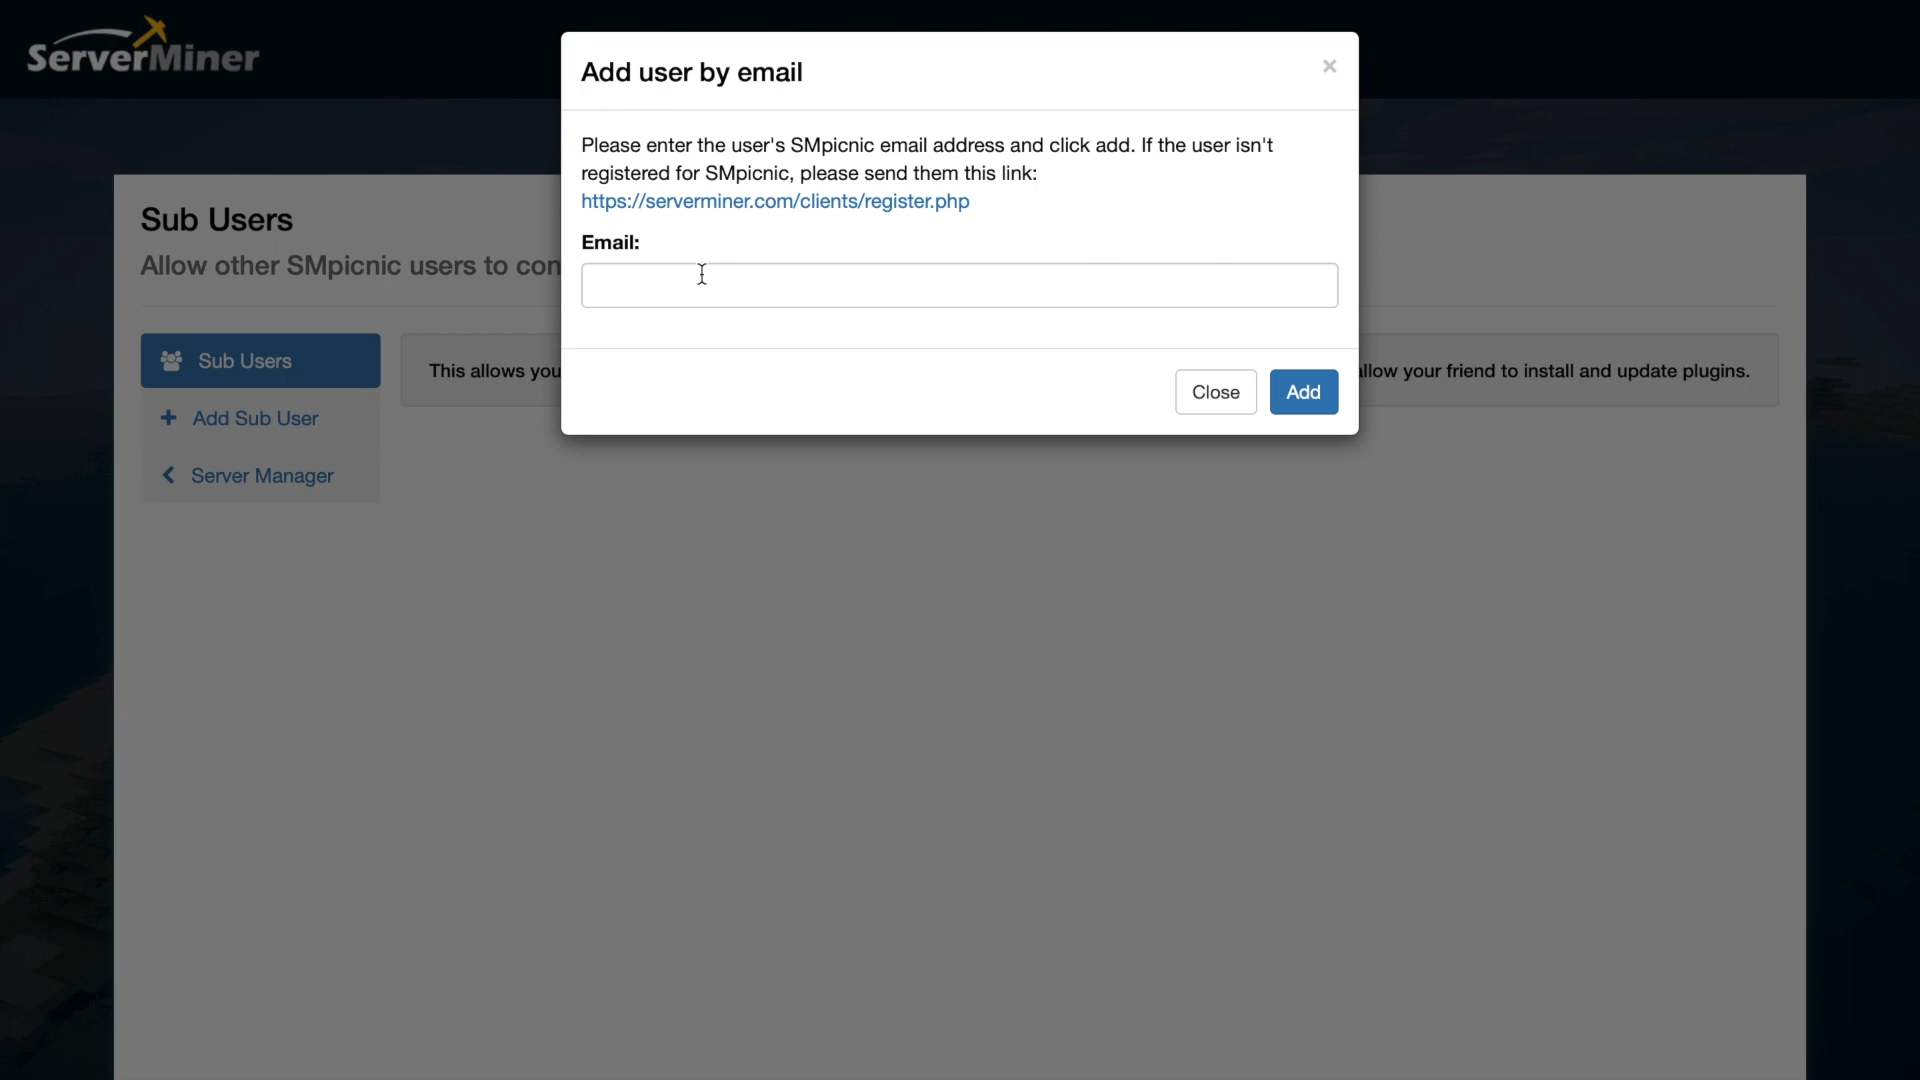 ServerMiner
Add user by email
×
Please enter the user's SMpicnic email address and click add. If the user isn't
registered for SMpicnic, please send them this link:
https://serverminer.com/clients/register.php
Email:
Close
Add
Sub Users
Allow other SMpicnic users to con
Sub Users
Add Sub User
Server Manager
This allows you
llow your friend to install and update plugins.